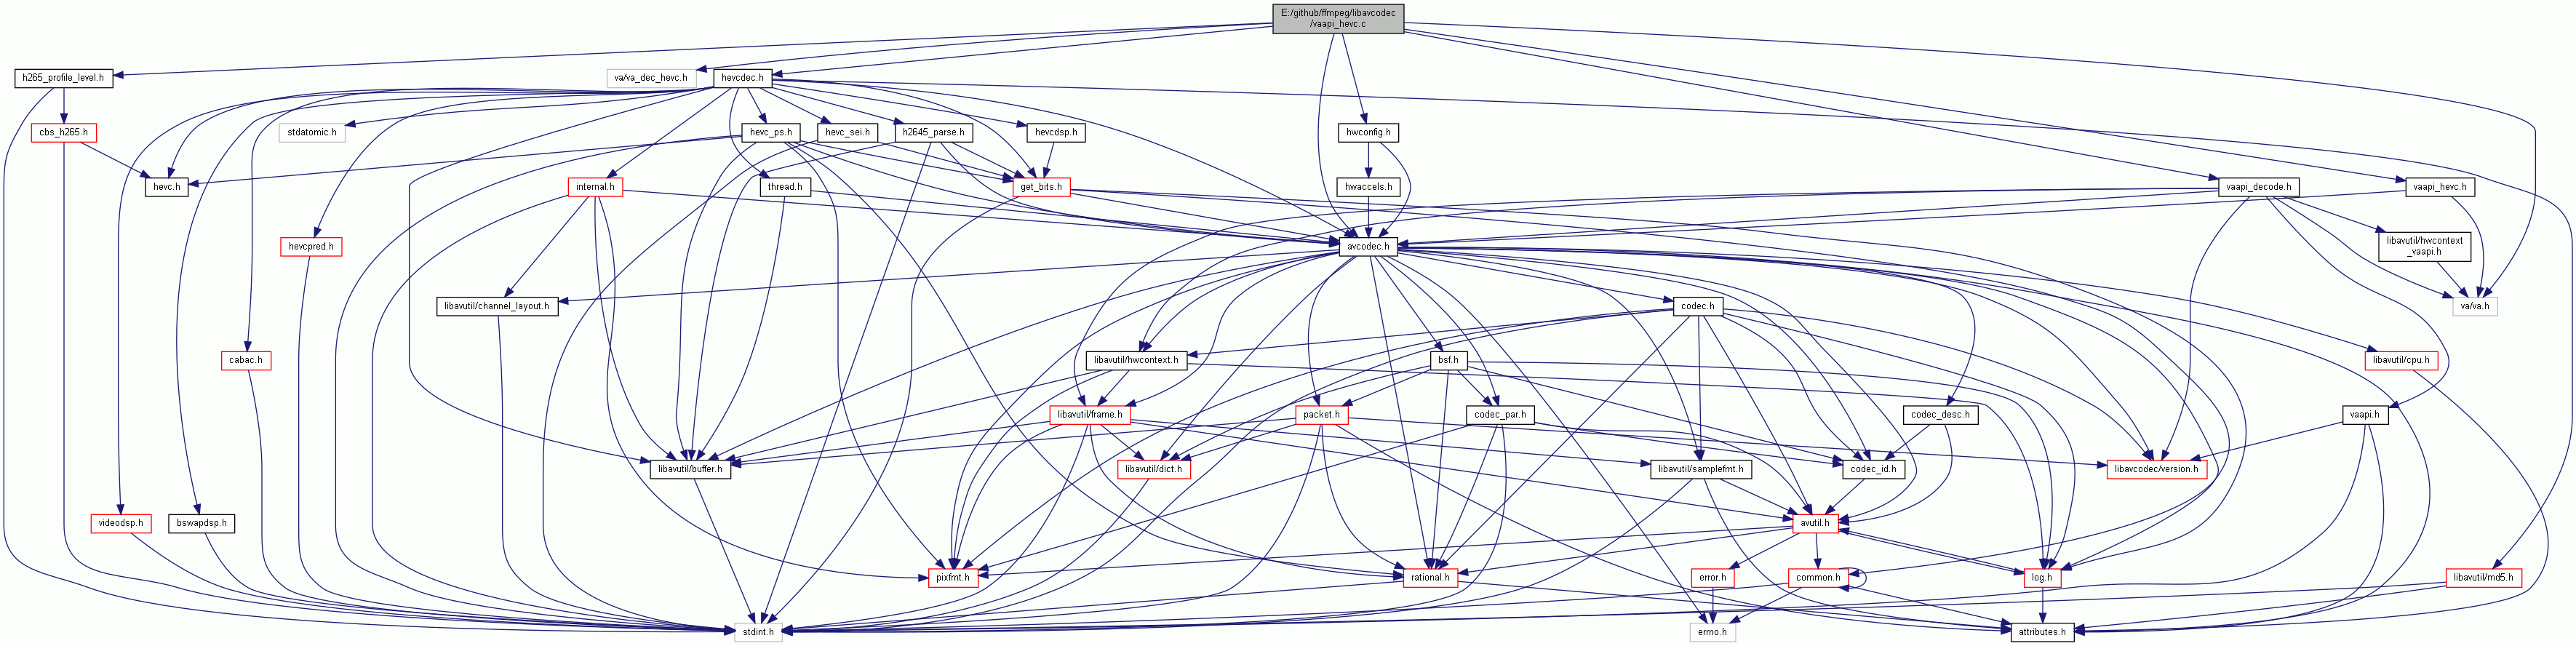 E:/github/ffmpeg/libavcodec
/vaapi_hevc.c
h265_profile_level.h
va/va_dec_hevc.h
hevcdec.h
cbs_h265.h
stdatomic.h
hevc_ps.h
hevc_sei.h
h2645_parse.h
hevcdsp.h
hwconfig.h
hevc.h
internal.h
thread.h
get_bits.h
hwaccels.h
vaapi_decode.h
vaapi_hevc.h
hevcpred.h
avcodec.h
libavutil/hwcontext
_vaapi.h
libavutil/channel_layout.h
codec.h
va/va.h
cabac.h
libavutil/hwcontext.h
bsf.h
libavutil/cpu.h
libavutil/frame.h
packet.h
codec_par.h
codec_desc.h
vaapi.h
libavutil/buffer.h
libavutil/dict.h
libavutil/samplefmt.h
codec_id.h
libavcodec/version.h
videodsp.h
bswapdsp.h
avutil.h
pixfmt.h
rational.h
error.h
common.h
log.h
libavutil/md5.h
stdint.h
errno.h
attributes.h